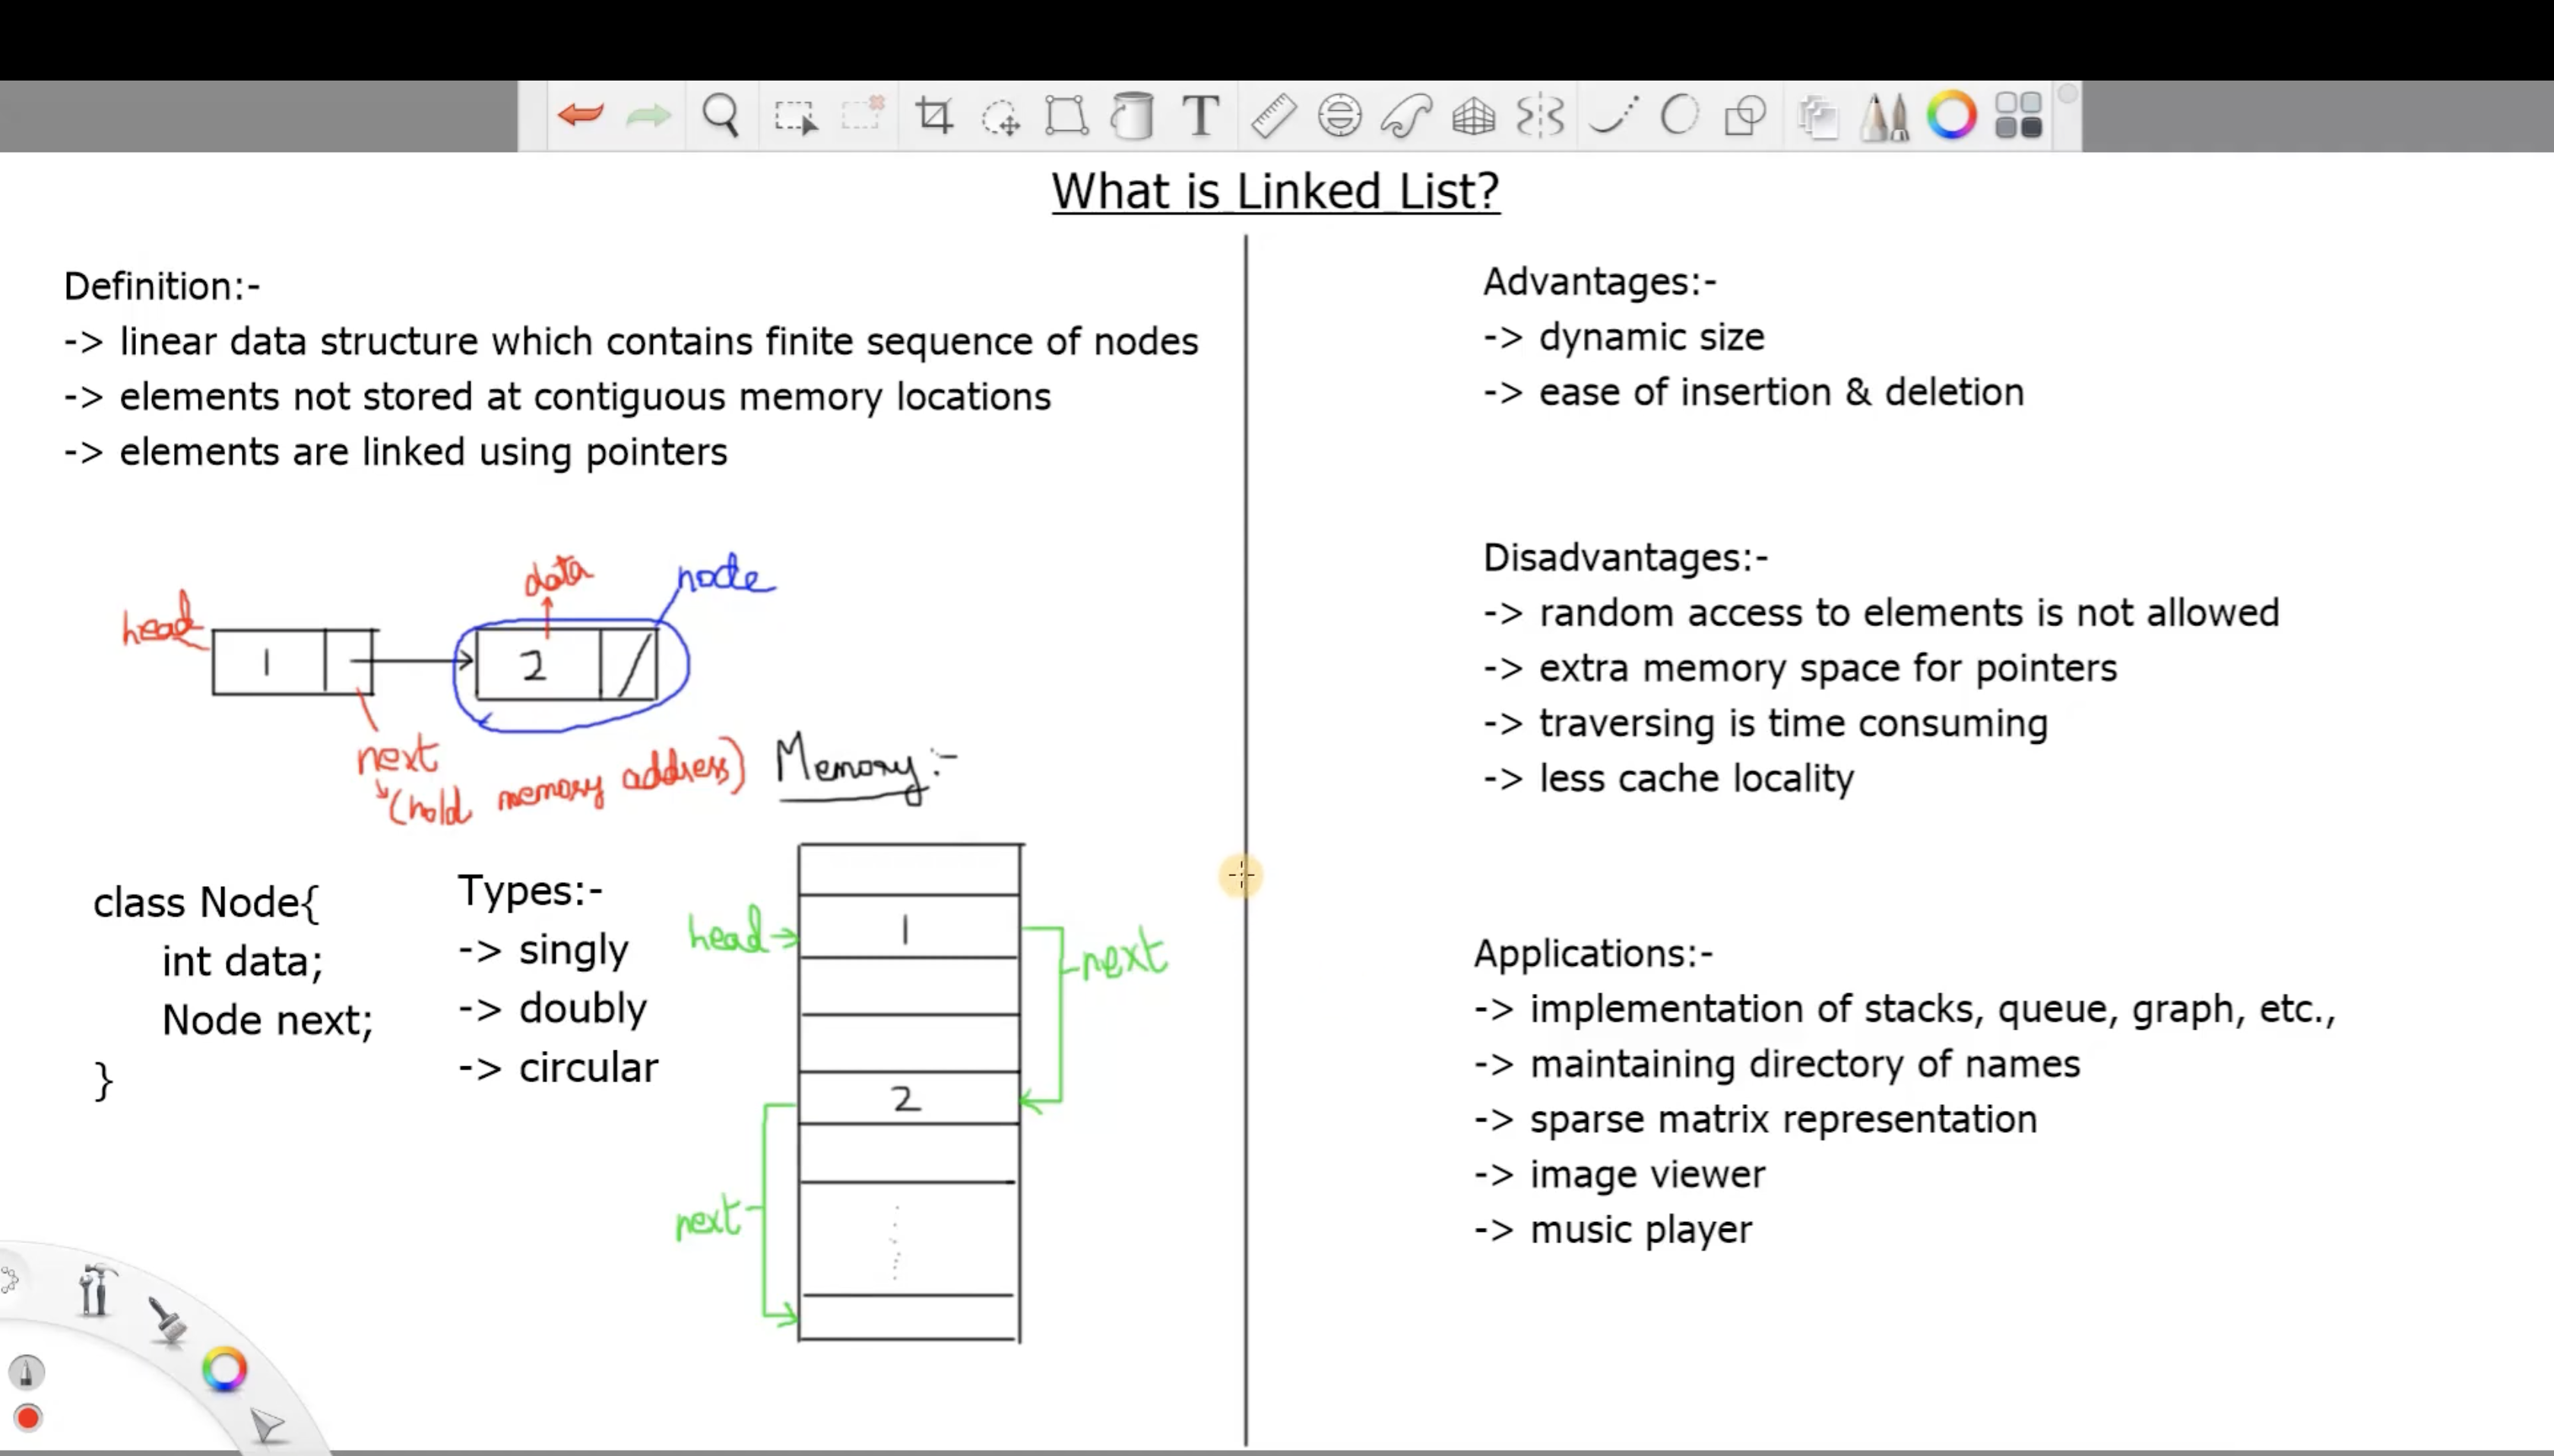 What is Linked List?
Definition:-
-> linear data structure which contains finite sequence of nodes
-> elements not stored at contiguous memory locations
-> elements are linked using pointers
data
node
head
1
2
next
(hold memory address)
Memory:-
class Node{
int data;
Node next;
}
Types:-
-> singly
-> doubly
-> circular
head
1
next
2
next
Advantages:-
-> dynamic size
-> ease of insertion & deletion
Disadvantages:-
-> random access to elements is not allowed
-> extra memory space for pointers
-> traversing is time consuming
-> less cache locality
Applications:-
-> implementation of stacks, queue, graph, etc.,
-> maintaining directory of names
-> sparse matrix representation
-> image viewer
-> music player